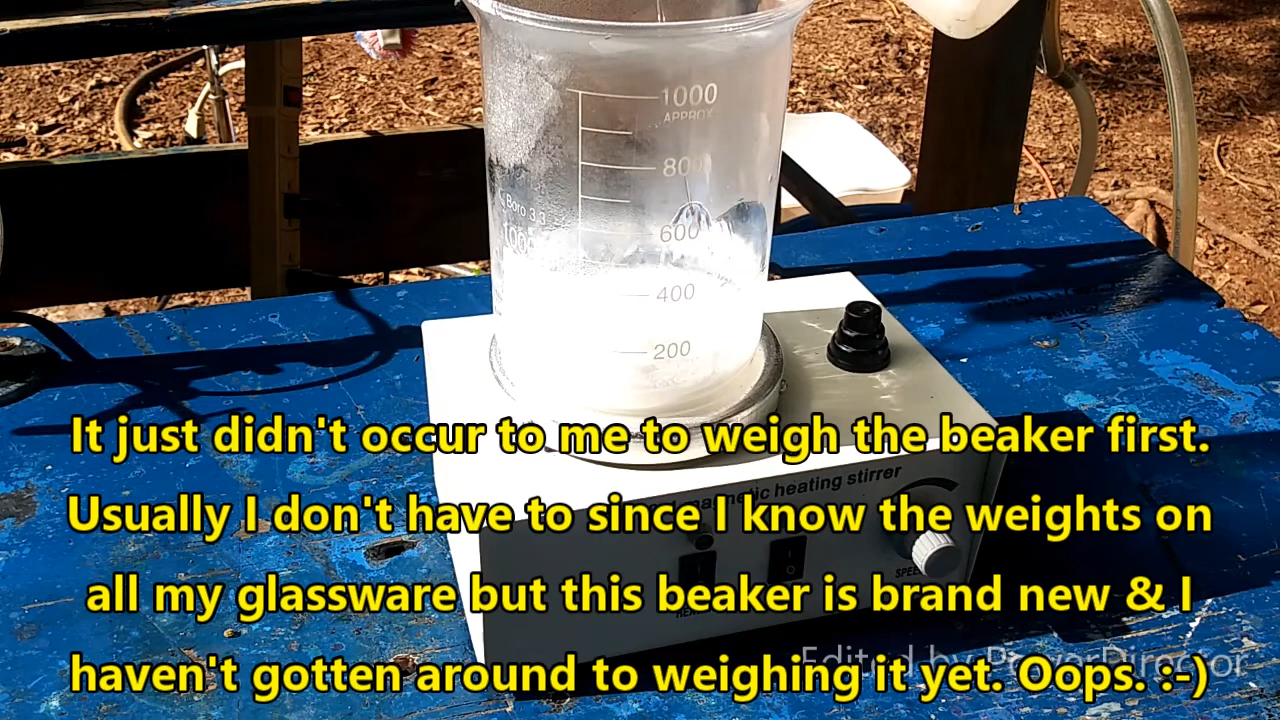 1000
APPROX
800
Boro 3.3
1000
600
400
200
It just didn't occur to me to weigh the beaker first.
Usually I don't have to since I know the weights on
all my glassware but this beaker is brand new & I
haven't gotten around to weighing it yet. Oops. :-)
magnetic heating stirrer
SPEED
Edited by PowerDirector